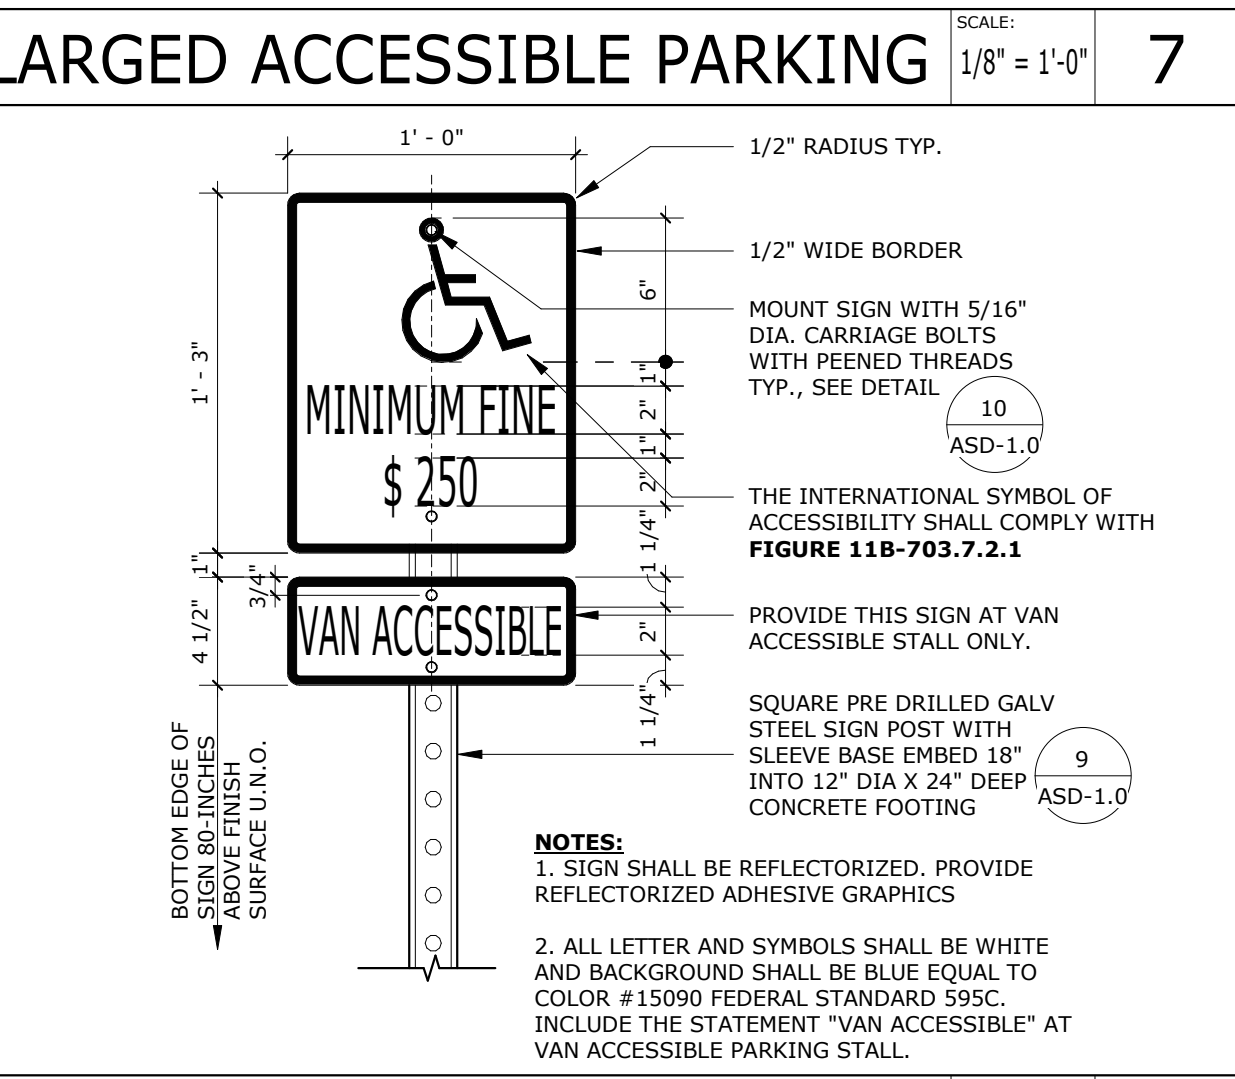 LARGED ACCESSIBLE PARKING
SCALE:
1/8" = 1'-0"
7
1' - 0"
1/2" RADIUS TYP.
1/2" WIDE BORDER
MOUNT SIGN WITH 5/16"
DIA. CARRIAGE BOLTS
WITH PEENED THREADS
TYP., SEE DETAIL
10
ASD-1.0
THE INTERNATIONAL SYMBOL OF
ACCESSIBILITY SHALL COMPLY WITH
FIGURE 11B-703.7.2.1
PROVIDE THIS SIGN AT VAN
ACCESSIBLE STALL ONLY.
SQUARE PRE DRILLED GALV
STEEL SIGN POST WITH
SLEEVE BASE EMBED 18"
INTO 12" DIA X 24" DEEP
CONCRETE FOOTING
9
ASD-1.0
1' - 3"
1"
3/4"
4 1/2"
6"
1"
2"
1"
2"
1 1/4"
2"
1 1/4"
MINIMUM FINE
$ 250
VAN ACCESSIBLE
BOTTOM EDGE OF
SIGN 80-INCHES
ABOVE FINISH
SURFACE U.N.O.
NOTES:
1. SIGN SHALL BE REFLECTORIZED. PROVIDE
REFLECTORIZED ADHESIVE GRAPHICS
2. ALL LETTER AND SYMBOLS SHALL BE WHITE
AND BACKGROUND SHALL BE BLUE EQUAL TO
COLOR #15090 FEDERAL STANDARD 595C.
INCLUDE THE STATEMENT "VAN ACCESSIBLE" AT
VAN ACCESSIBLE PARKING STALL.